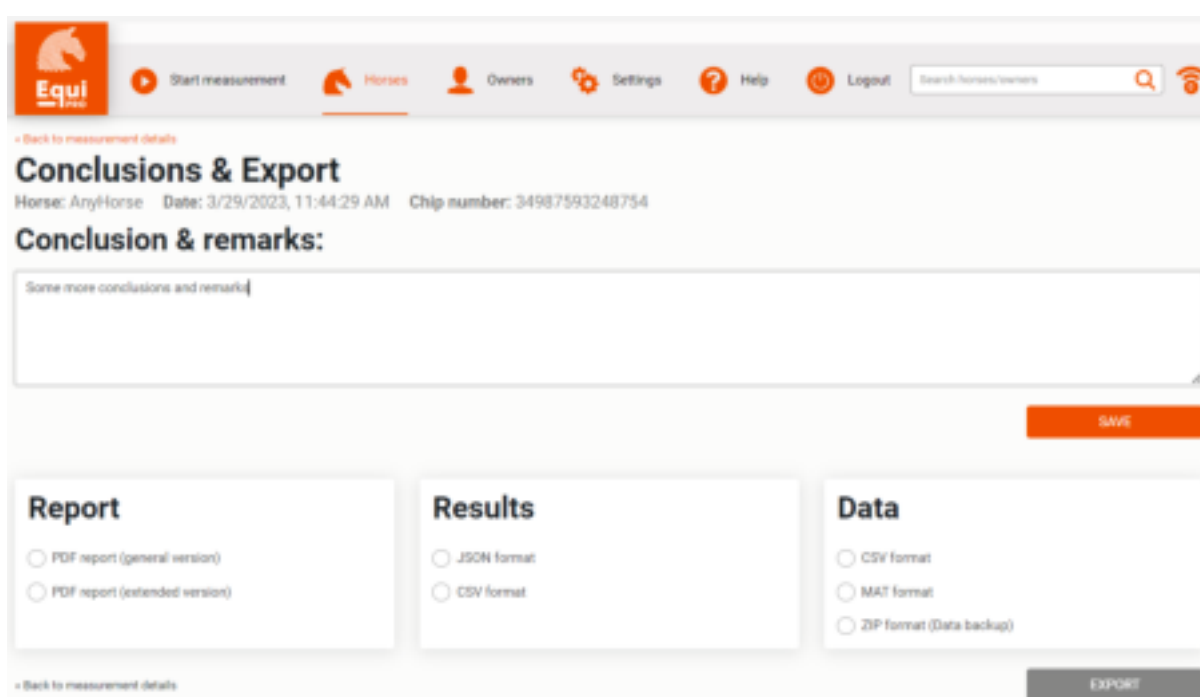 Equi
PRO
Start measurement
Horses
Owners
Settings
Help
Logout
Search horses/owners
« Back to measurement details
Conclusions & Export
Horse: AnyHorse Date: 3/29/2023, 11:44:29 AM Chip number: 34987593248754
Conclusion & remarks:
Some more conclusions and remarks
SAVE
Report
PDF report (general version)
PDF report (extended version)
Results
JSON format
CSV format
Data
CSV format
MAT format
ZIP format (Data backup)
« Back to measurement details
EXPORT